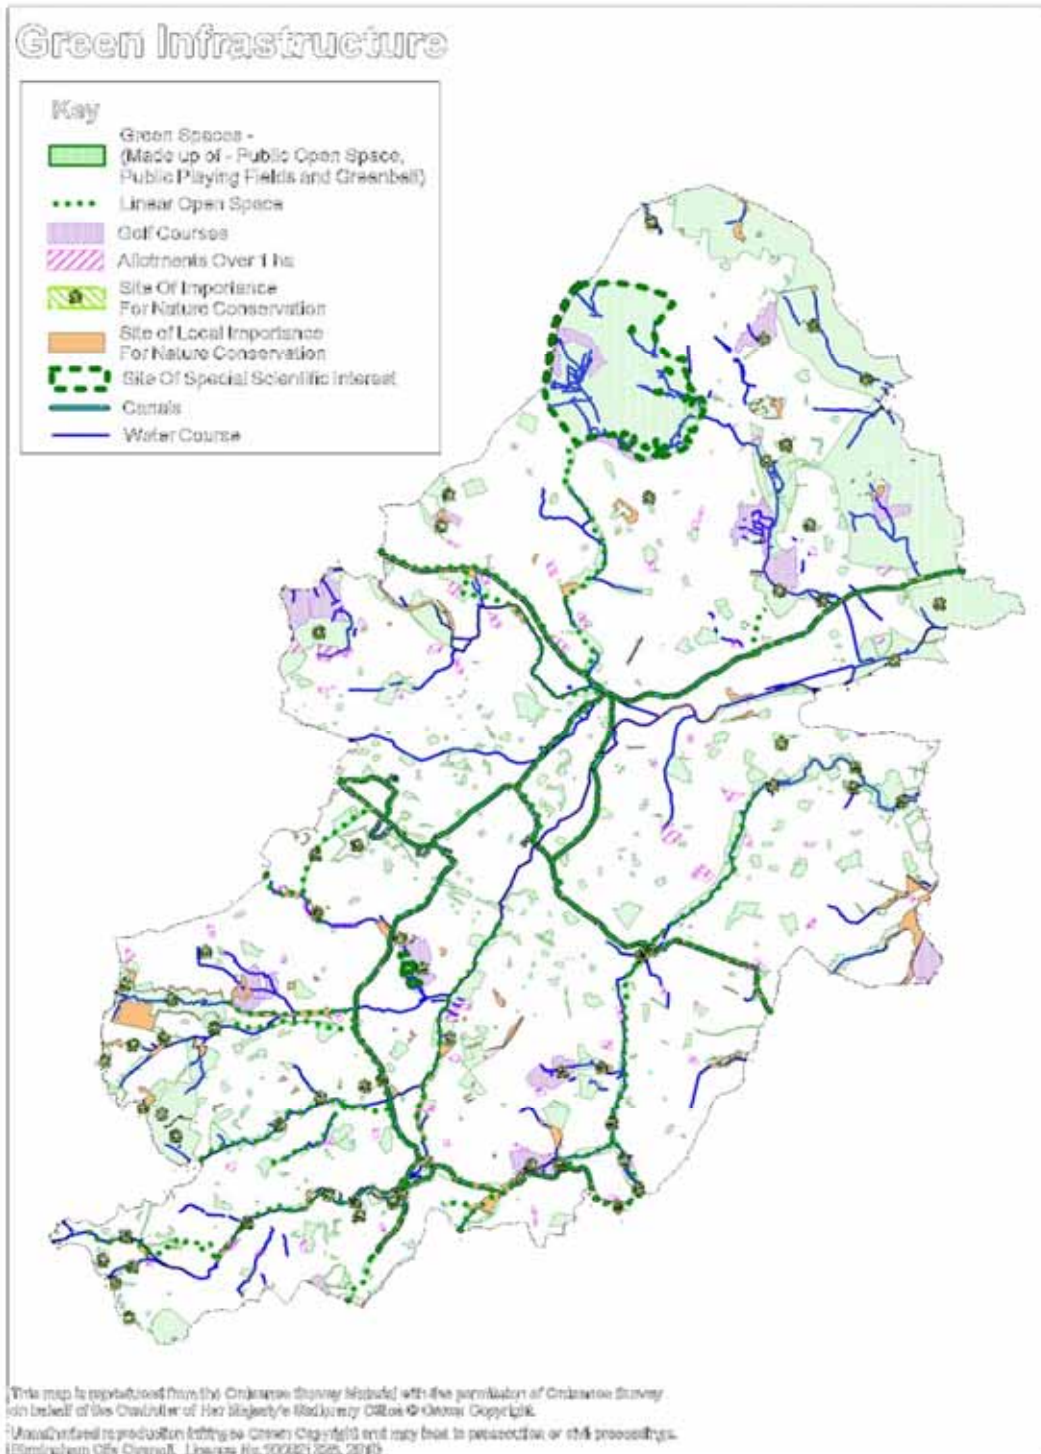 Green Infrastructure
Key
Green Spaces -
(Made up of - Public Open Space,
Public Playing Fields and Greenbelt)
Linear Open Space
Golf Courses
Allotments Over 1 ha
Site Of Importance
For Nature Conservation
Site of Local Importance
For Nature Conservation
Site Of Special Scientific Interest
Canals
Water Course
This map is reproduced from the Ordnance Survey Material with the permission of Ordnance Survey
on behalf of the Controller of Her Majesty's Stationary Office © Crown Copyright.
Unauthorised reproduction infringes Crown Copyright and may lead to prosecution or civil proceedings.
Birmingham City Council. Licence No.